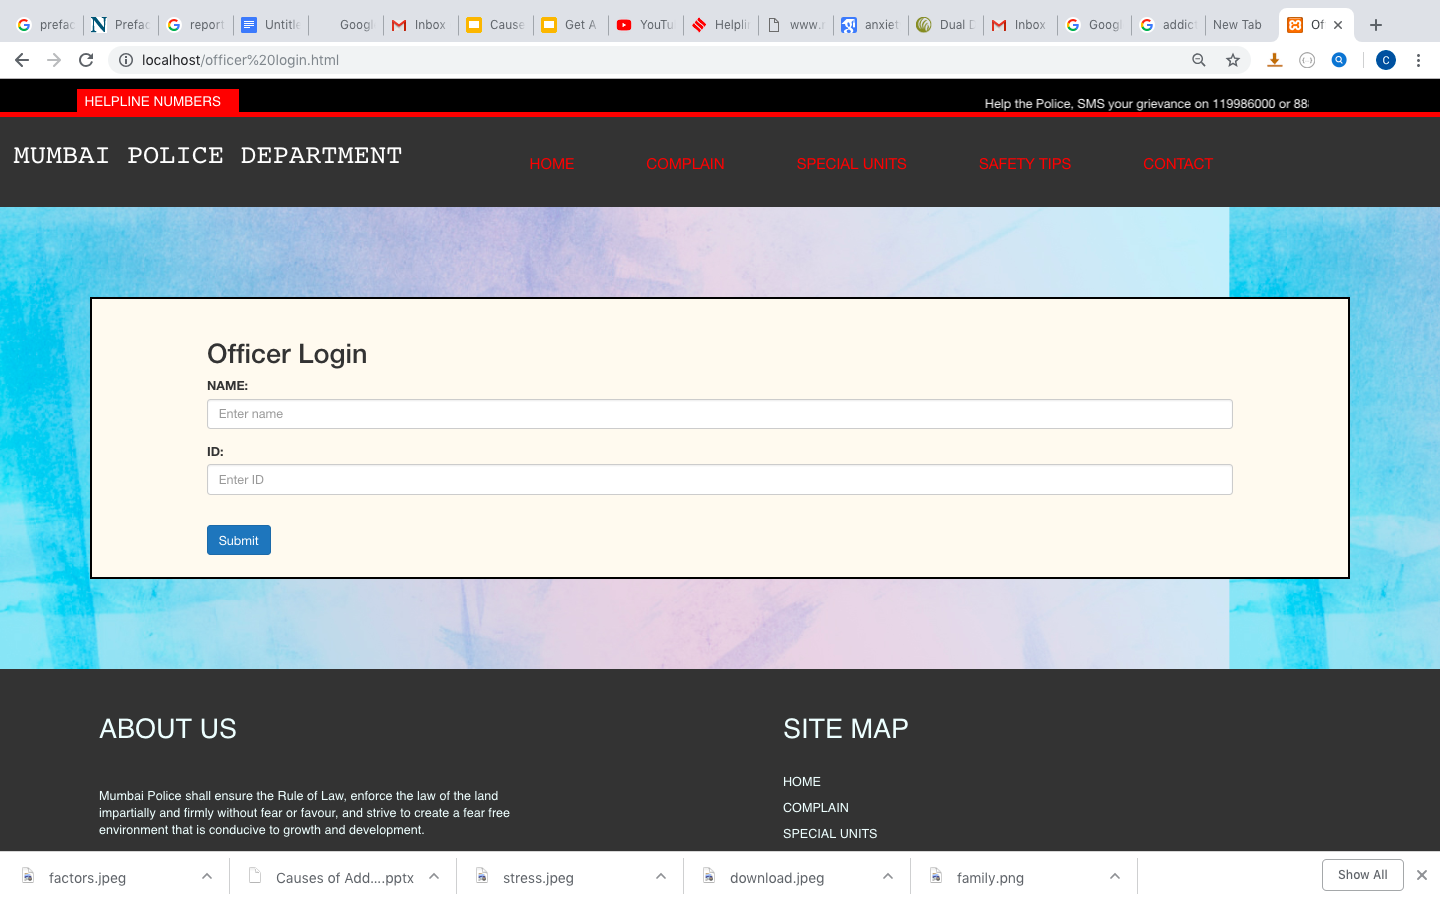 prefac
Prefac
report
Untitle
Googl
Inbox
Cause
Get A
YouTu
Helplin
www.r
anxiet
Dual D
Inbox
Googl
addict
New Tab
Of
localhost/officer%20login.html
C
HELPLINE NUMBERS
Help the Police, SMS your grievance on 119986000 or 88
MUMBAI POLICE DEPARTMENT
HOME
COMPLAIN
SPECIAL UNITS
SAFETY TIPS
CONTACT
Officer Login
NAME:
Enter name
ID:
Enter ID
Submit
ABOUT US
Mumbai Police shall ensure the Rule of Law, enforce the law of the land
impartially and firmly without fear or favour, and strive to create a fear free
environment that is conducive to growth and development.
SITE MAP
HOME
COMPLAIN
SPECIAL UNITS
factors.jpeg
Causes of Add....pptx
stress.jpeg
download.jpeg
family.png
Show All